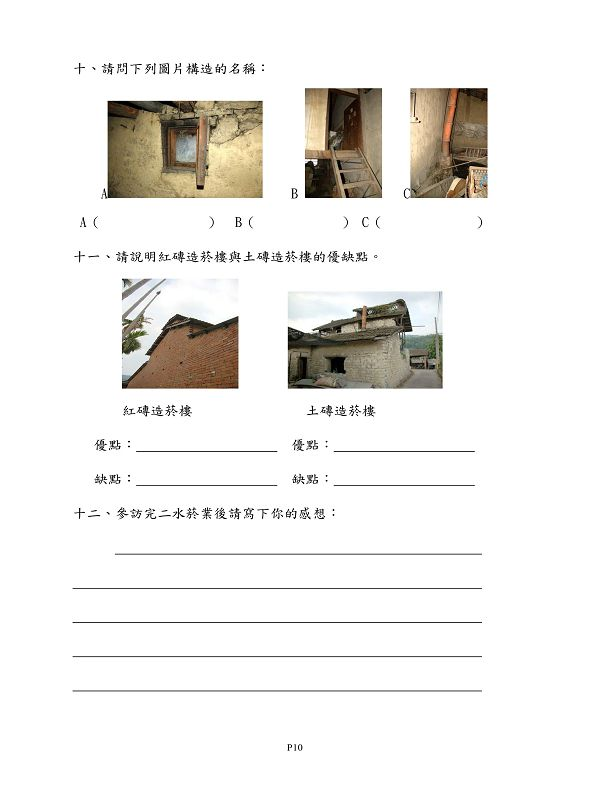 十、請問下列圖片構造的名稱：
A B C
A（ ） B（ ） C（ ）
十一、請說明紅磚造菸樓與土磚造菸樓的優缺點。
紅磚造菸樓 土磚造菸樓
優點： 優點：
缺點： 缺點：
十二、參訪完二水菸業後請寫下你的感想：
P10